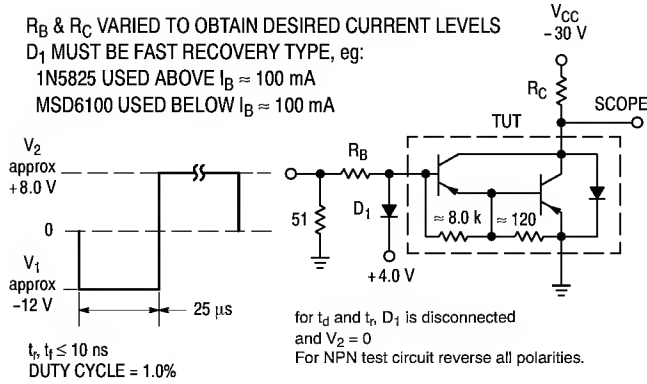 R_B & R_C VARIED TO OBTAIN DESIRED CURRENT LEVELS
D_1 MUST BE FAST RECOVERY TYPE, eg:
1N5825 USED ABOVE I_B ≈ 100 mA
MSD6100 USED BELOW I_B ≈ 100 mA
V_CC
−30 V
R_C
SCOPE
TUT
V_2
approx
+8.0 V
R_B
51
D_1
≈ 8.0 k
≈ 120
0
+4.0 V
V_1
approx
−12 V
25 μs
for t_d and t_r, D_1 is disconnected
and V_2 = 0
For NPN test circuit reverse all polarities.
t_r, t_f ≤ 10 ns
DUTY CYCLE = 1.0%